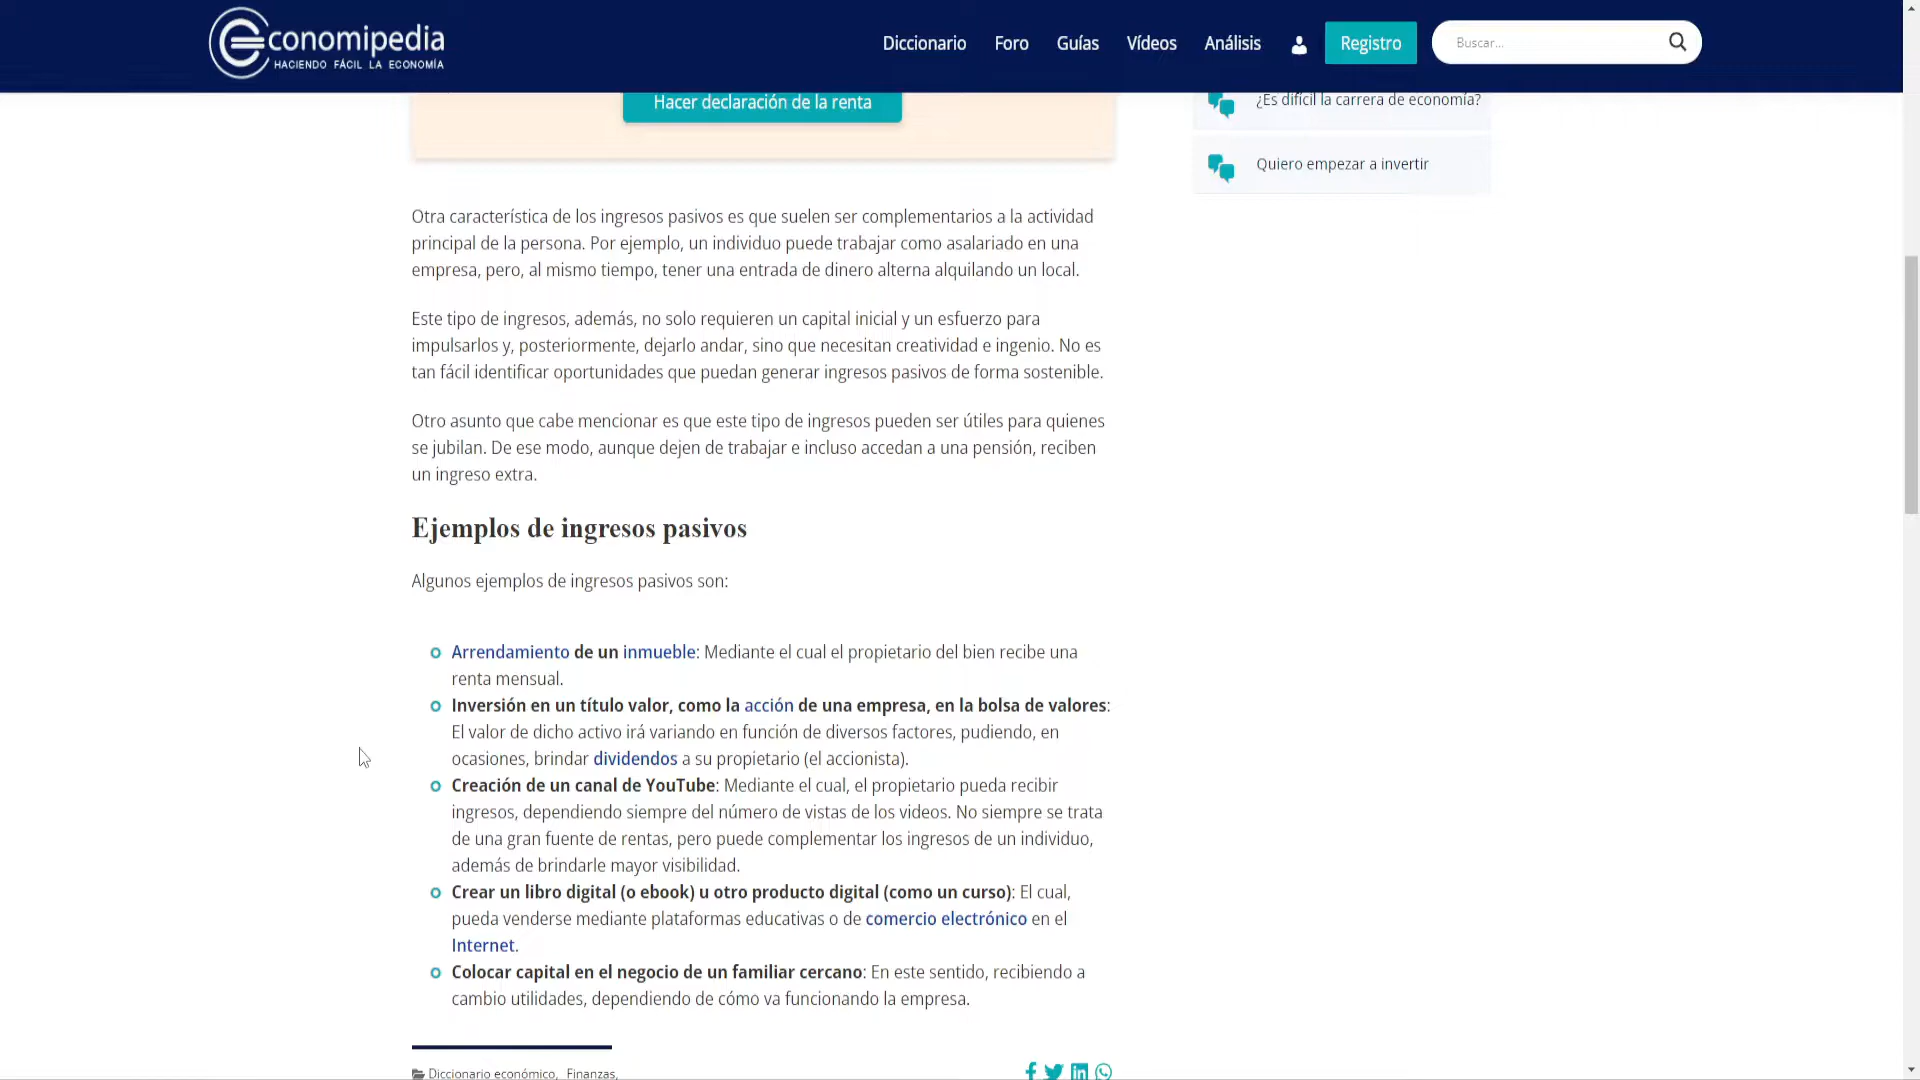 Economipedia
HACIENDO FÁCIL LA ECONOMÍA
Diccionario
Foro
Guías
Vídeos
Análisis
Registro
Buscar...
Hacer declaración de la renta
¿Es difícil la carrera de economía?
Quiero empezar a invertir
Otra característica de los ingresos pasivos es que suelen ser complementarios a la actividad
principal de la persona. Por ejemplo, un individuo puede trabajar como asalariado en una
empresa, pero, al mismo tiempo, tener una entrada de dinero alterna alquilando un local.
Este tipo de ingresos, además, no solo requieren un capital inicial y un esfuerzo para
impulsarlos y, posteriormente, dejarlo andar, sino que necesitan creatividad e ingenio. No es
tan fácil identificar oportunidades que puedan generar ingresos pasivos de forma sostenible.
Otro asunto que cabe mencionar es que este tipo de ingresos pueden ser útiles para quienes
se jubilan. De ese modo, aunque dejen de trabajar e incluso accedan a una pensión, reciben
un ingreso extra.
Ejemplos de ingresos pasivos
Algunos ejemplos de ingresos pasivos son:
Arrendamiento de un inmueble: Mediante el cual el propietario del bien recibe una
renta mensual.
Inversión en un título valor, como la acción de una empresa, en la bolsa de valores:
El valor de dicho activo irá variando en función de diversos factores, pudiendo, en
ocasiones, brindar dividendos a su propietario (el accionista).
Creación de un canal de YouTube: Mediante el cual, el propietario pueda recibir
ingresos, dependiendo siempre del número de vistas de los videos. No siempre se trata
de una gran fuente de rentas, pero puede complementar los ingresos de un individuo,
además de brindarle mayor visibilidad.
Crear un libro digital (o ebook) u otro producto digital (como un curso): El cual,
pueda venderse mediante plataformas educativas o de comercio electrónico en el
Internet.
Colocar capital en el negocio de un familiar cercano: En este sentido, recibiendo a
cambio utilidades, dependiendo de cómo va funcionando la empresa.
Diccionario económico, Finanzas,